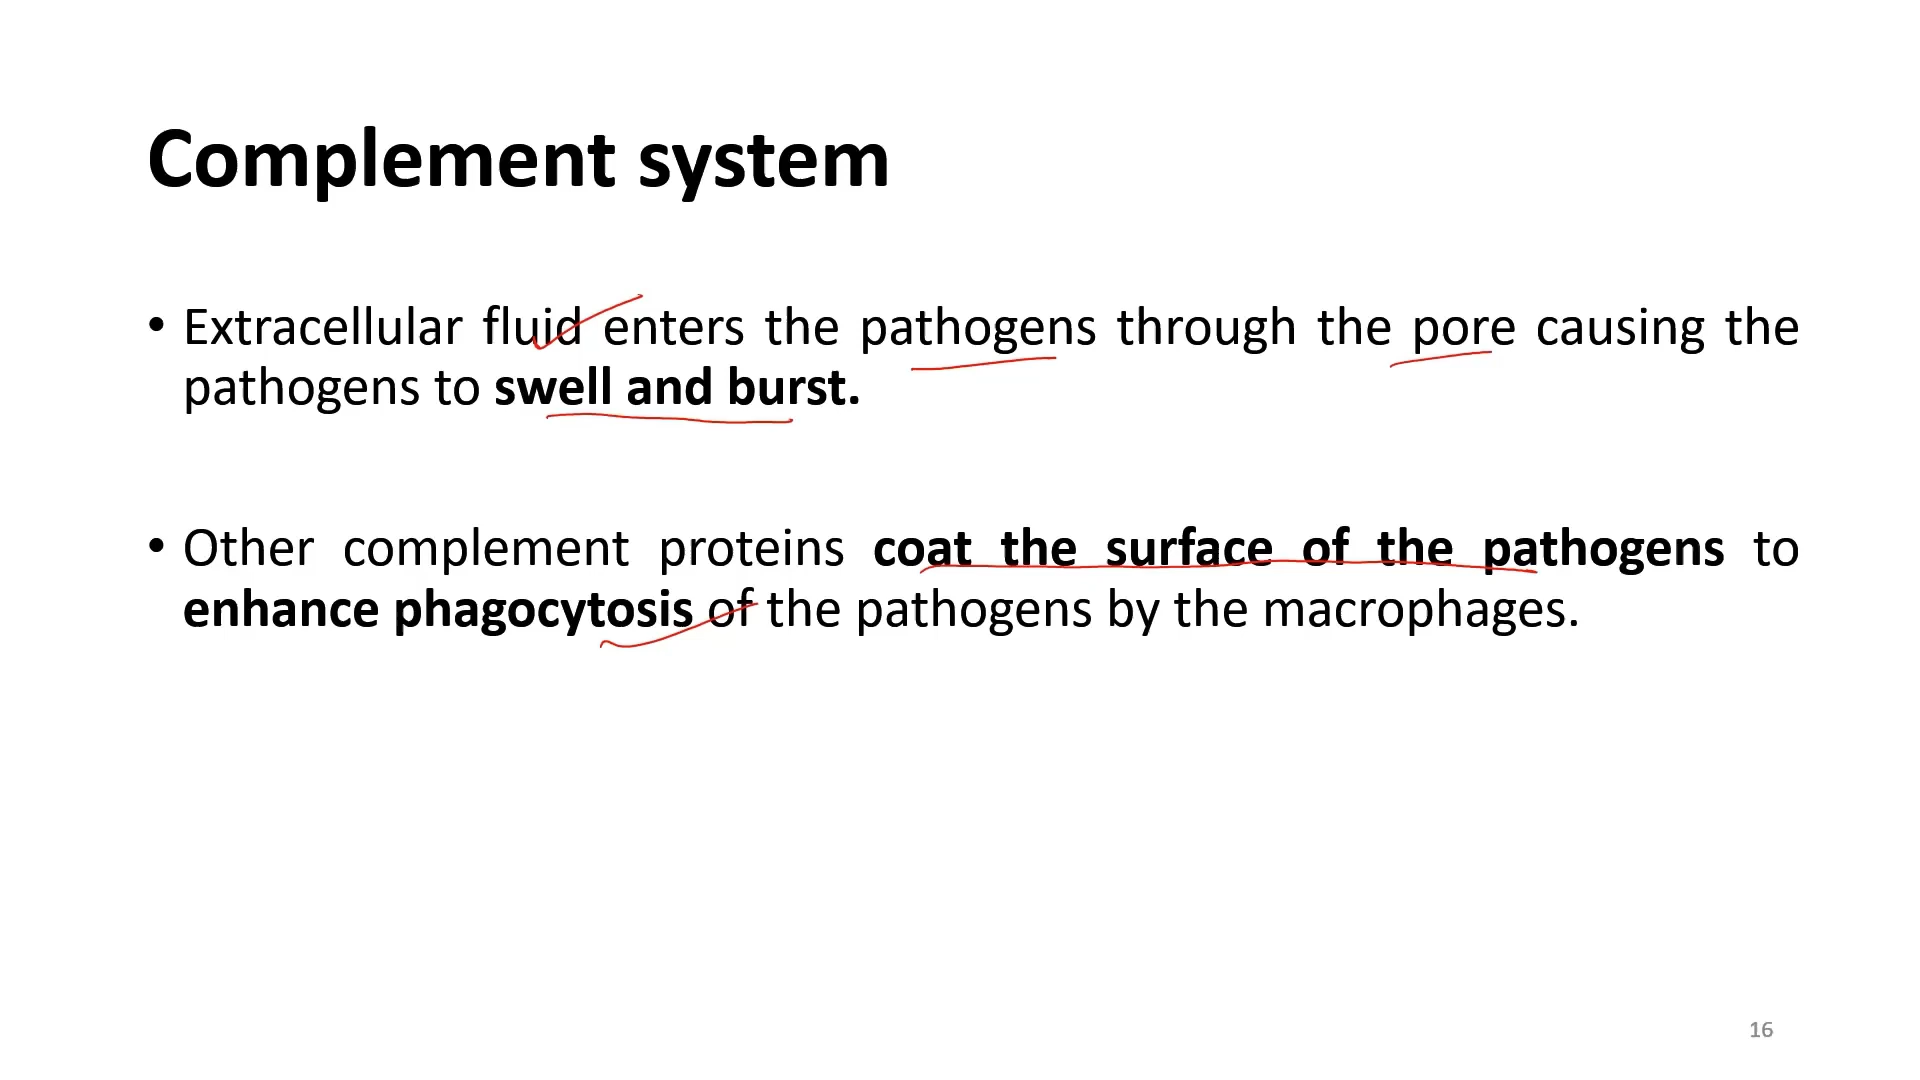 Complement system
• Extracellular fluid enters the pathogens through the pore causing the
pathogens to swell and burst.
• Other complement proteins coat the surface of the pathogens to
enhance phagocytosis of the pathogens by the macrophages.
16